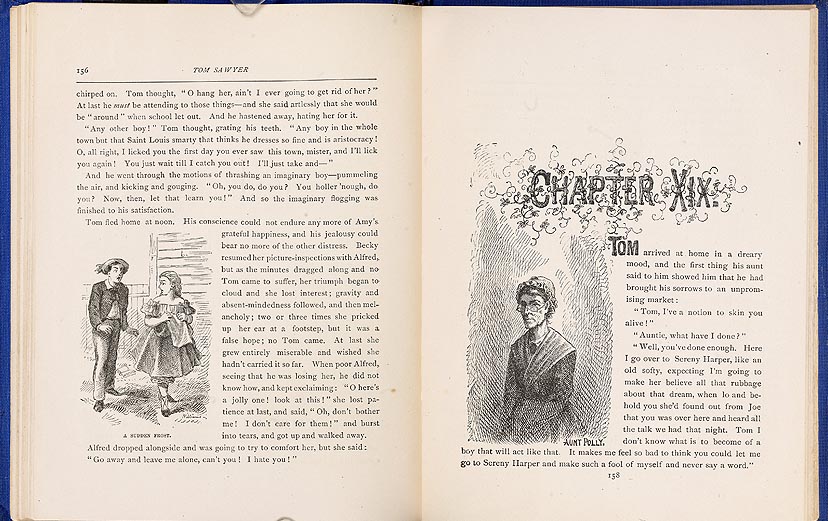 156
TOM SAWYER
chirped on. Tom thought, "O hang her, ain't I ever going to get rid of her?"
At last he must be attending to those things—and she said artlessly that she would
be "around" when school let out. And he hastened away, hating her for it.
"Any other boy!" Tom thought, grating his teeth. "Any boy in the whole
town but that Saint Louis smarty that thinks he dresses so fine and is aristocracy!
O, all right, I licked you the first day you ever saw this town, mister, and I'll lick
you again! You just wait till I catch you out! I'll just take and—"
And he went through the motions of thrashing an imaginary boy—pummeling
the air, and kicking and gouging. "Oh, you do, do you? You holler 'nough, do
you? Now, then, let that learn you!" And so the imaginary flogging was
finished to his satisfaction.
Tom fled home at noon. His conscience could not endure any more of Amy's
grateful happiness, and his jealousy could
bear no more of the other distress. Becky
resumed her picture-inspections with Alfred,
but as the minutes dragged along and no
Tom came to suffer, her triumph began to
cloud and she lost interest; gravity and
absent-mindedness followed, and then mel-
ancholy; two or three times she pricked
up her ear at a footstep, but it was a
false hope; no Tom came. At last she
grew entirely miserable and wished she
hadn't carried it so far. When poor Alfred,
seeing that he was losing her, he did not
know how, and kept exclaiming: "O here's
a jolly one! look at this!" she lost pa-
tience at last, and said, "Oh, don't bother
me! I don't care for them!" and burst
into tears, and got up and walked away.
A SUDDEN FROST.
Alfred dropped alongside and was going to try to comfort her, but she said:
"Go away and leave me alone, can't you! I hate you!"
CHAPTER XIX.
TOM arrived at home in a dreary
mood, and the first thing his aunt
said to him showed him that he had
brought his sorrows to an unprom-
ising market:
"Tom, I've a notion to skin you
alive!"
"Auntie, what have I done?"
"Well, you've done enough. Here
I go over to Sereny Harper, like an
old softy, expecting I'm going to
make her believe all that rubbage
about that dream, when lo and be-
hold you she'd found out from Joe
that you was over here and heard all
the talk we had that night. Tom I
don't know what is to become of a
AUNT POLLY.
boy that will act like that. It makes me feel so bad to think you could let me
go to Sereny Harper and make such a fool of myself and never say a word."
158